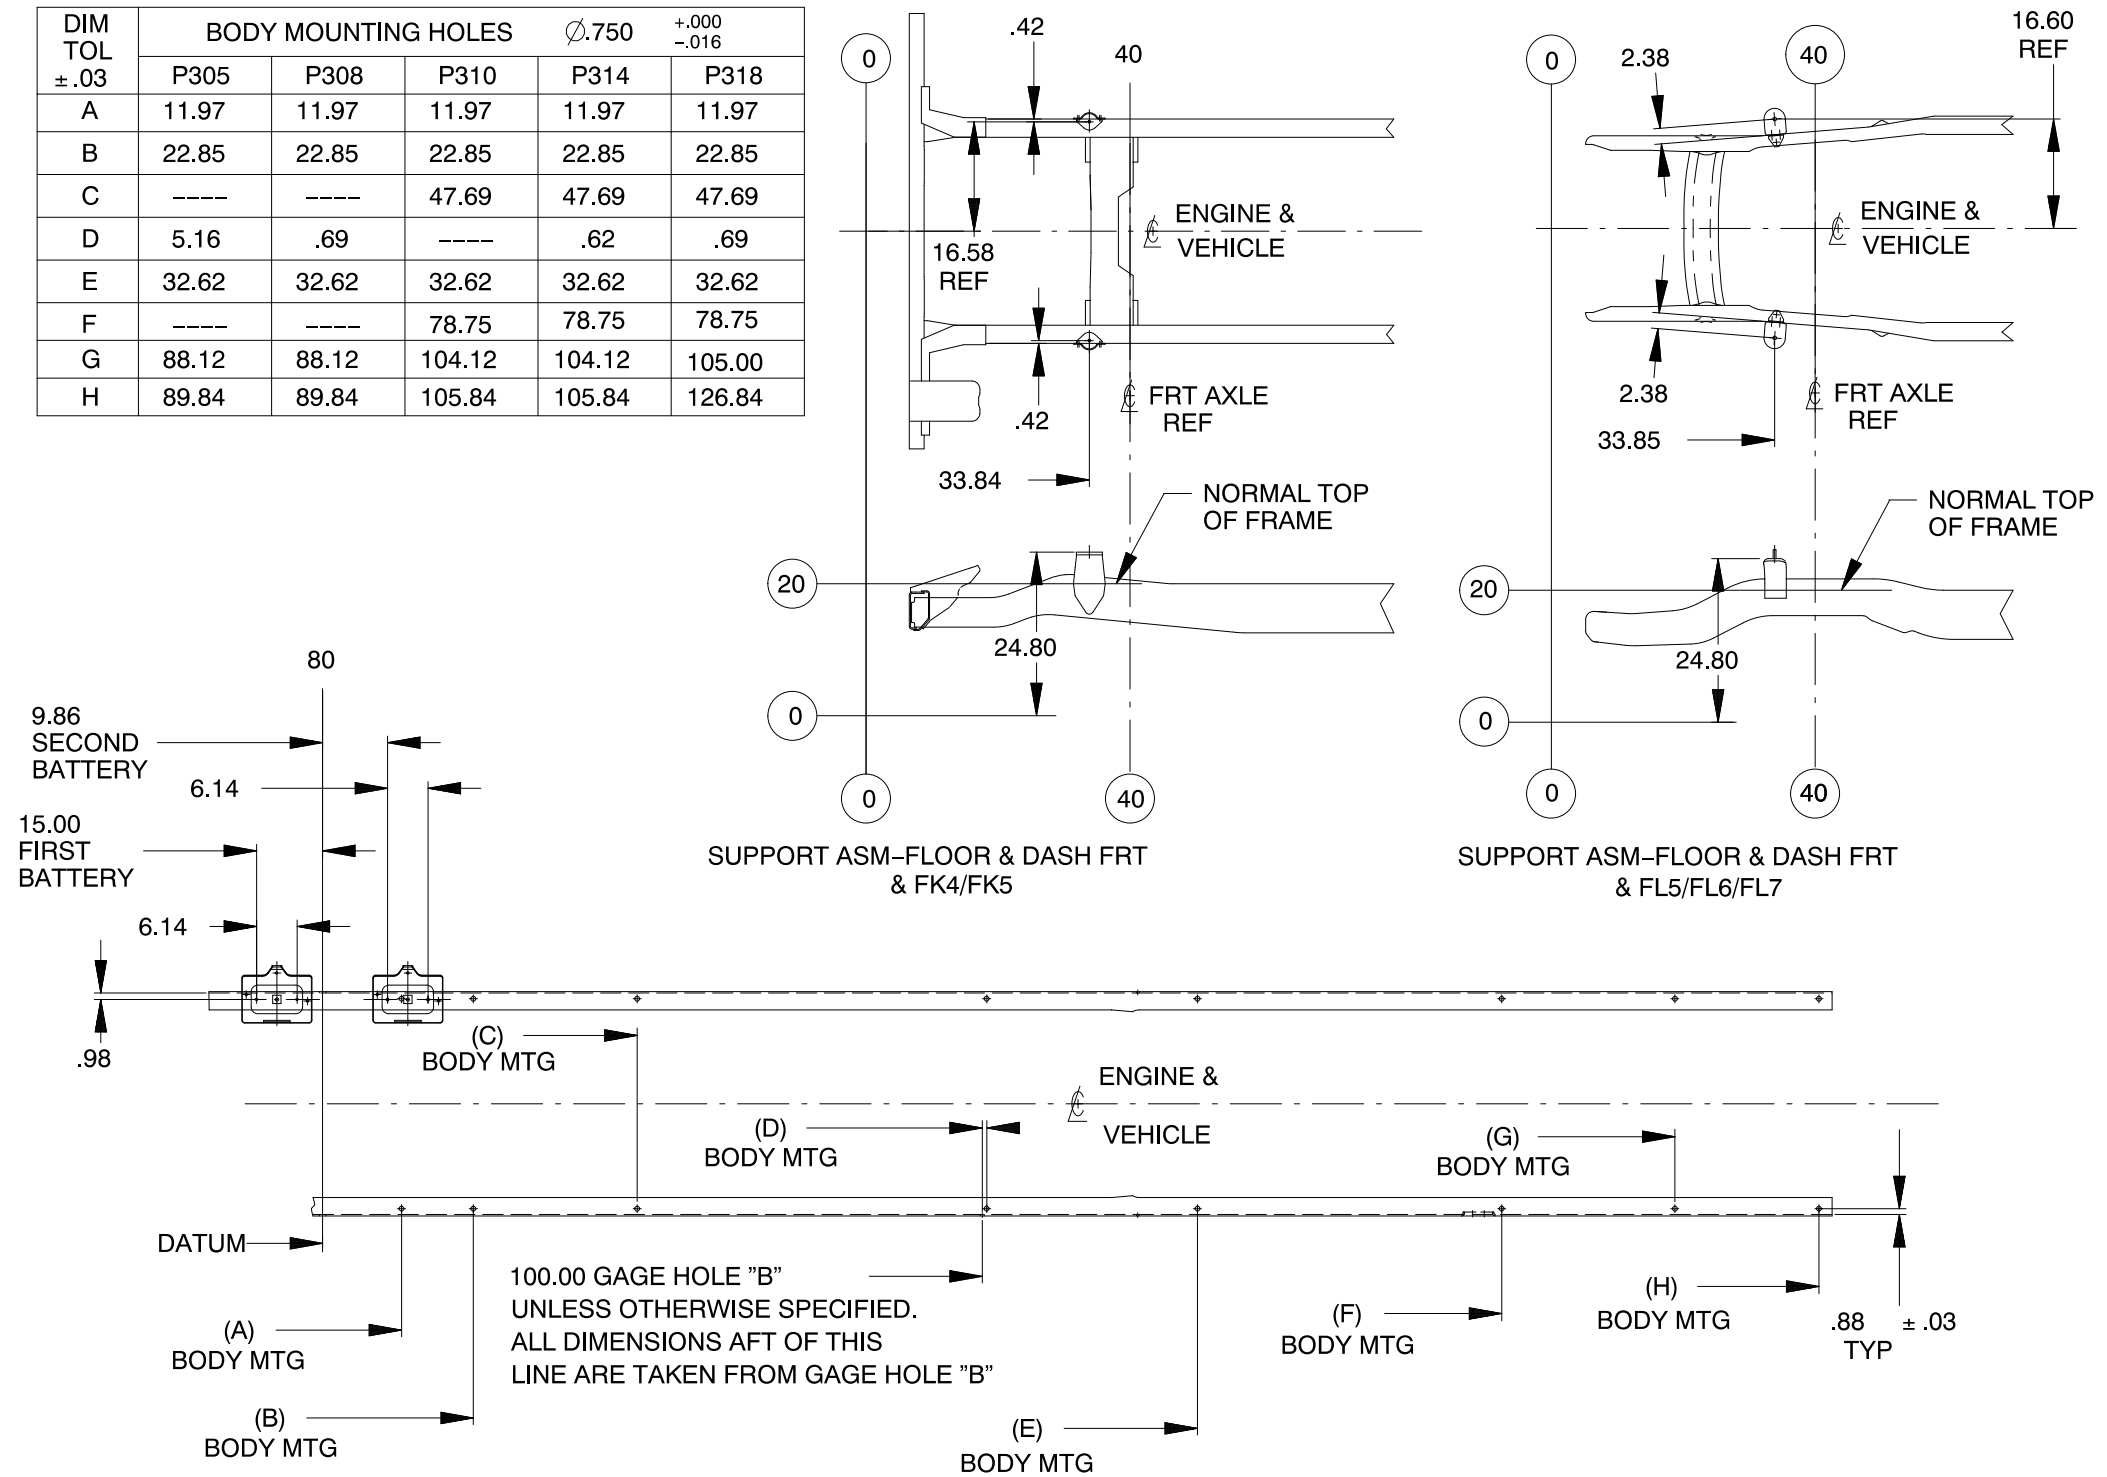 DIM
TOL
±.03
BODY MOUNTING HOLES Ø.750 +.000
–.016
P305 P308 P310 P314 P318
A 11.97 11.97 11.97 11.97 11.97
B 22.85 22.85 22.85 22.85 22.85
C –––– –––– 47.69 47.69 47.69
D 5.16 .69 –––– .62 .69
E 32.62 32.62 32.62 32.62 32.62
F –––– –––– 78.75 78.75 78.75
G 88.12 88.12 104.12 104.12 105.00
H 89.84 89.84 105.84 105.84 126.84
0
.42
40
16.58
REF
ENGINE &
VEHICLE
.42
FRT AXLE
REF
33.84
NORMAL TOP
OF FRAME
20
24.80
0
0
40
SUPPORT ASM–FLOOR & DASH FRT
& FK4/FK5
0
2.38
40
16.60
REF
ENGINE &
VEHICLE
2.38
FRT AXLE
REF
33.85
NORMAL TOP
OF FRAME
20
24.80
0
0
40
SUPPORT ASM–FLOOR & DASH FRT
& FL5/FL6/FL7
80
9.86
SECOND
BATTERY
6.14
15.00
FIRST
BATTERY
6.14
.98
(C)
BODY MTG
ENGINE &
VEHICLE
(D)
BODY MTG
(G)
BODY MTG
DATUM
100.00 GAGE HOLE ”B”
UNLESS OTHERWISE SPECIFIED.
ALL DIMENSIONS AFT OF THIS
LINE ARE TAKEN FROM GAGE HOLE ”B”
(A)
BODY MTG
(B)
BODY MTG
(E)
BODY MTG
(F)
BODY MTG
(H)
BODY MTG
.88 ±.03
TYP